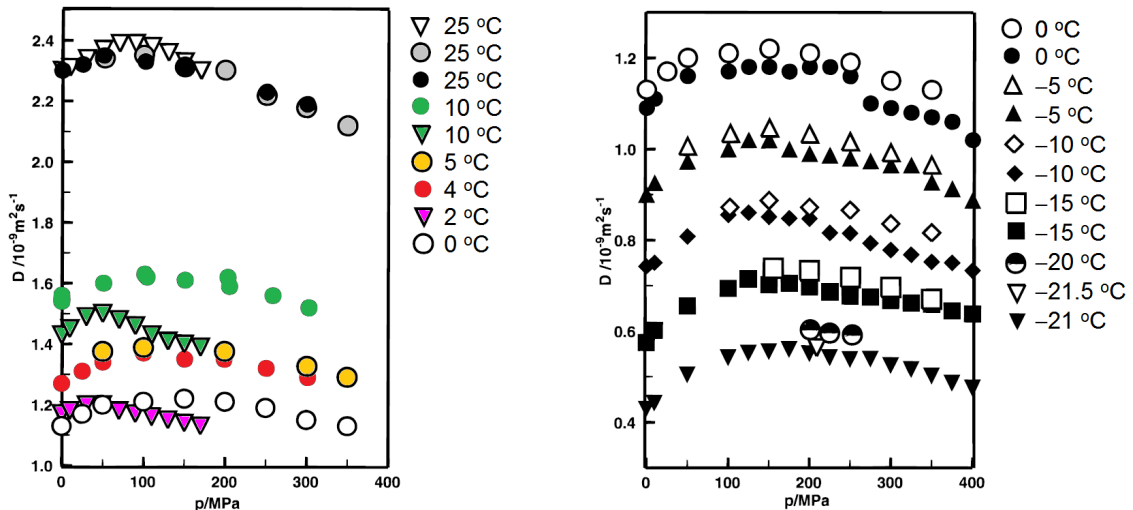 2.4
2.2
2.0
1.8
1.6
1.4
1.2
1.0
D /10⁻⁹m²s⁻¹
0
100
200
300
400
p/MPa
25 °C
25 °C
25 °C
10 °C
10 °C
5 °C
4 °C
2 °C
0 °C
1.2
1.0
0.8
0.6
0.4
D /10⁻⁹m²s⁻¹
0
100
200
300
400
p/MPa
0 °C
0 °C
–5 °C
–5 °C
–10 °C
–10 °C
–15 °C
–15 °C
–20 °C
–21.5 °C
–21 °C